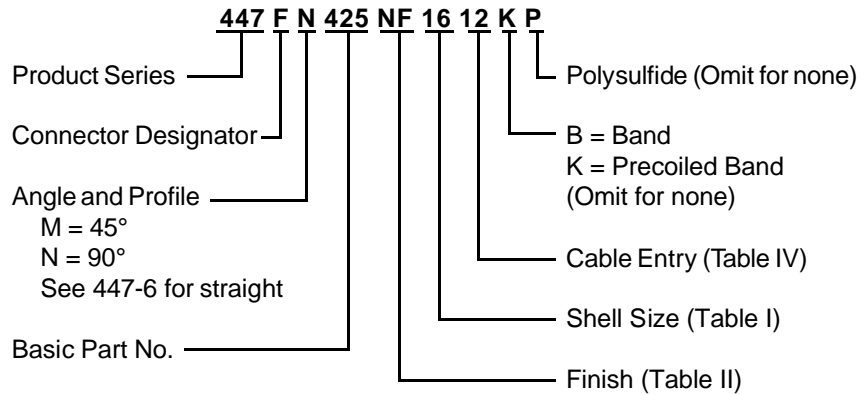 447 F N 425 NF 16 12 K P
Product Series
Connector Designator
Angle and Profile
M = 45°
N = 90°
See 447-6 for straight
Basic Part No.
Polysulfide (Omit for none)
B = Band
K = Precoiled Band
(Omit for none)
Cable Entry (Table IV)
Shell Size (Table I)
Finish (Table II)